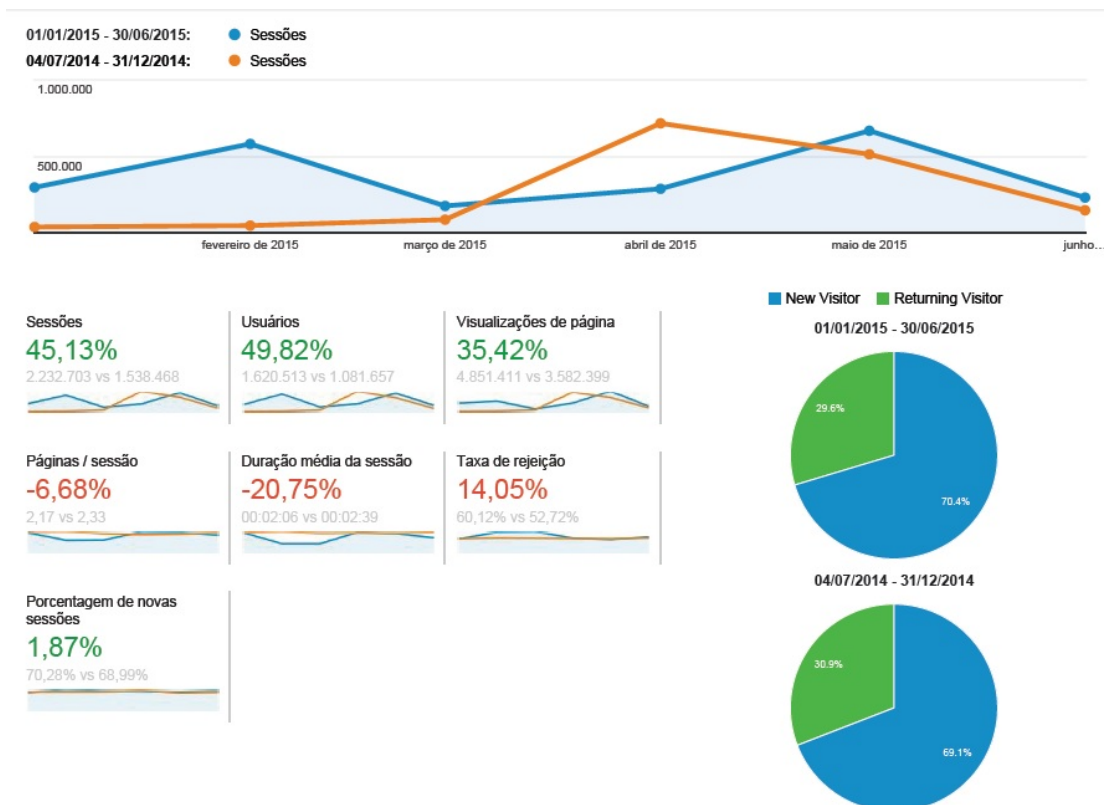 01/01/2015 - 30/06/2015: Sessões
04/07/2014 - 31/12/2014: Sessões
1.000.000
500.000
fevereiro de 2015 março de 2015 abril de 2015 maio de 2015 junho...
New Visitor Returning Visitor
01/01/2015 - 30/06/2015
29.6%
70.4%
04/07/2014 - 31/12/2014
30.9%
69.1%
Sessões
45,13%
2.232.703 vs 1.538.468
Usuários
49,82%
1.620.513 vs 1.081.657
Visualizações de página
35,42%
4.851.411 vs 3.582.399
Páginas / sessão
-6,68%
2,17 vs 2,33
Duração média da sessão
-20,75%
00:02:06 vs 00:02:39
Taxa de rejeição
14,05%
60,12% vs 52,72%
Porcentagem de novas
sessões
1,87%
70,28% vs 68,99%